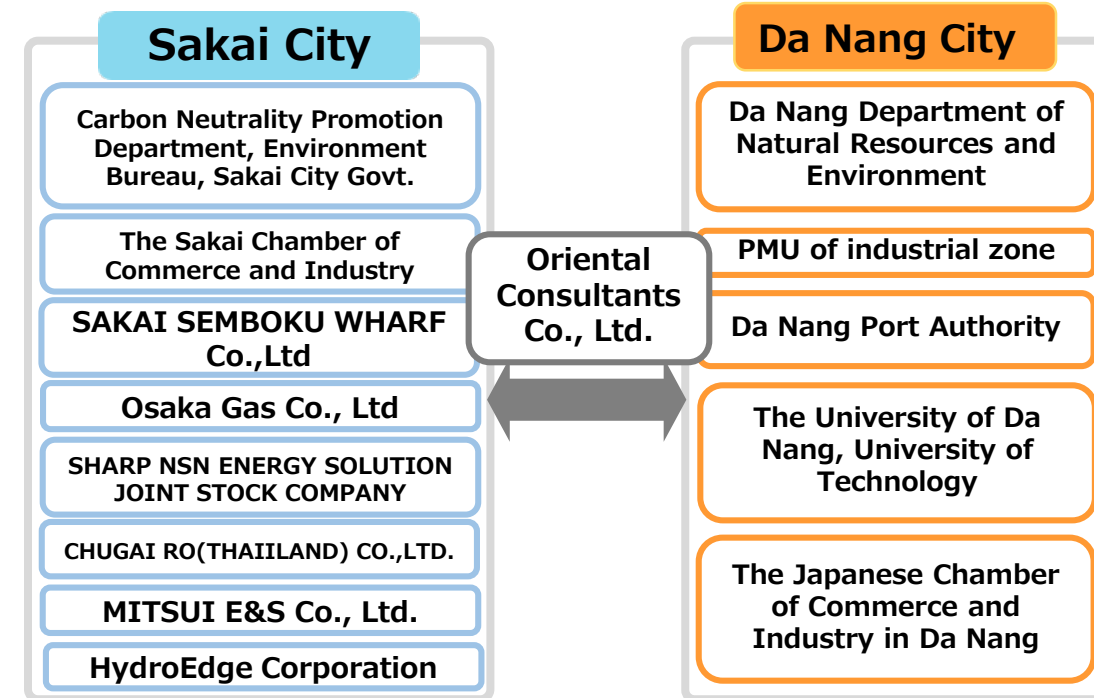 Sakai City
Carbon Neutrality Promotion
Department, Environment
Bureau, Sakai City Govt.
The Sakai Chamber of
Commerce and Industry
SAKAI SEMBOKU WHARF
Co.,Ltd
Osaka Gas Co., Ltd
SHARP NSN ENERGY SOLUTION
JOINT STOCK COMPANY
CHUGAI RO(THAIILAND) CO.,LTD.
MITSUI E&S Co., Ltd.
HydroEdge Corporation
Oriental
Consultants
Co., Ltd.
Da Nang City
Da Nang Department of
Natural Resources and
Environment
PMU of industrial zone
Da Nang Port Authority
The University of Da
Nang, University of
Technology
The Japanese Chamber
of Commerce and
Industry in Da Nang